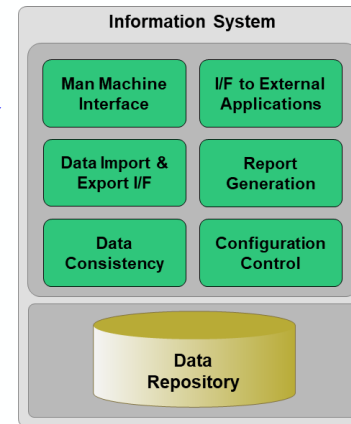 Information System
Man Machine
Interface
I/F to External
Applications
Data Import &
Export I/F
Report
Generation
Data
Consistency
Configuration
Control
Data
Repository